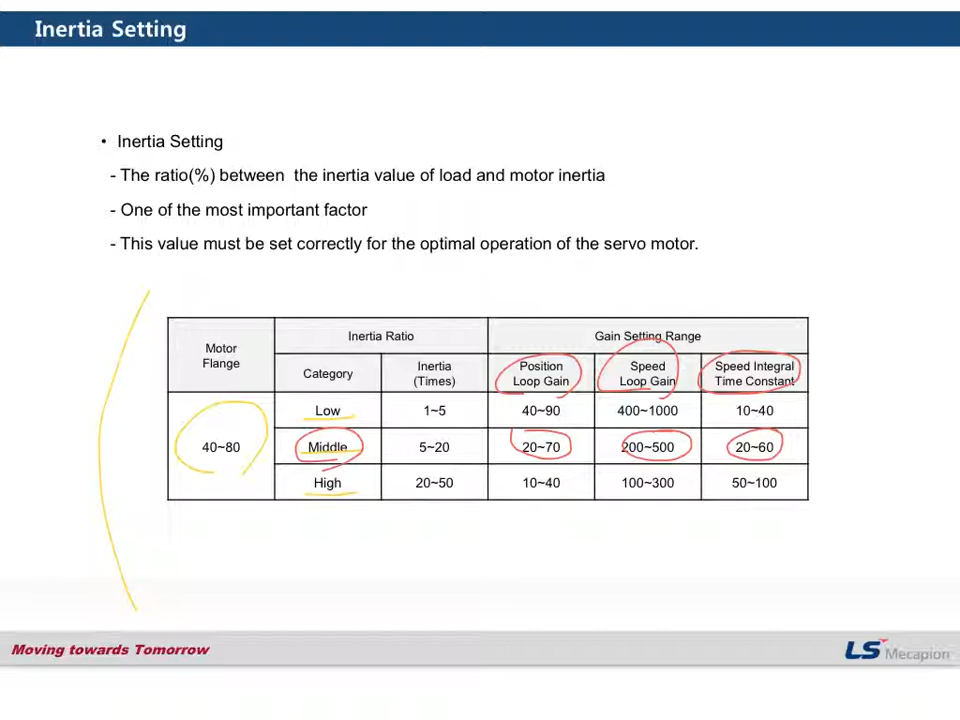 Inertia Setting
• Inertia Setting
- The ratio(%) between the inertia value of load and motor inertia
- One of the most important factor
- This value must be set correctly for the optimal operation of the servo motor.
Motor Flange Inertia Ratio Gain Setting Range
Category Inertia (Times) Position Loop Gain Speed Loop Gain Speed Integral Time Constant
40~80 Low 1~5 40~90 400~1000 10~40
Middle 5~20 20~70 200~500 20~60
High 20~50 10~40 100~300 50~100
Moving towards Tomorrow
LS Mecapion